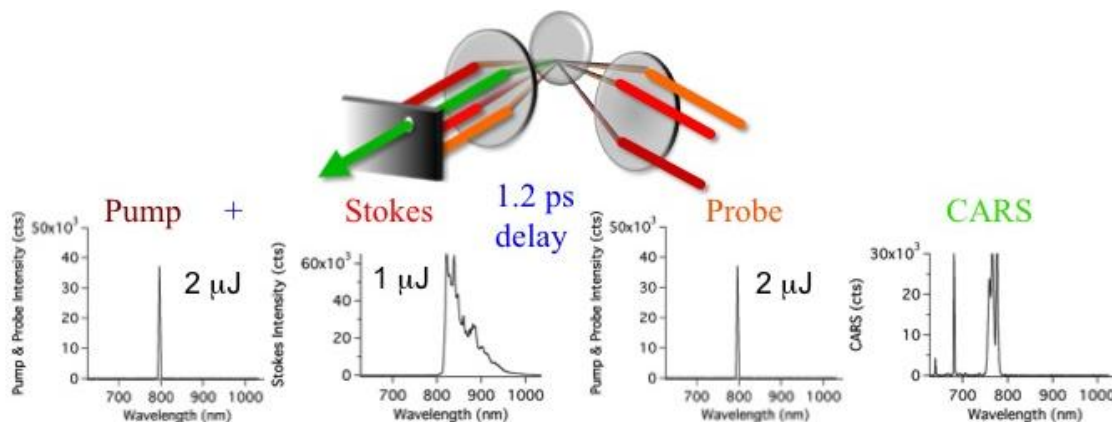 Pump + Stokes 1.2 ps delay Probe CARS
Pump & Probe Intensity (cts)
50x10³
40
30
20
10
0
2 μJ
700 800 900 1000
Wavelength (nm)
Stokes Intensity (cts)
60x10³
40
20
0
1 μJ
700 800 900 1000
Wavelength (nm)
Pump & Probe Intensity (cts)
50x10³
40
30
20
10
0
2 μJ
700 800 900 1000
Wavelength (nm)
CARS (cts)
30x10³
20
10
0
700 800 900 1000
Wavelength (nm)